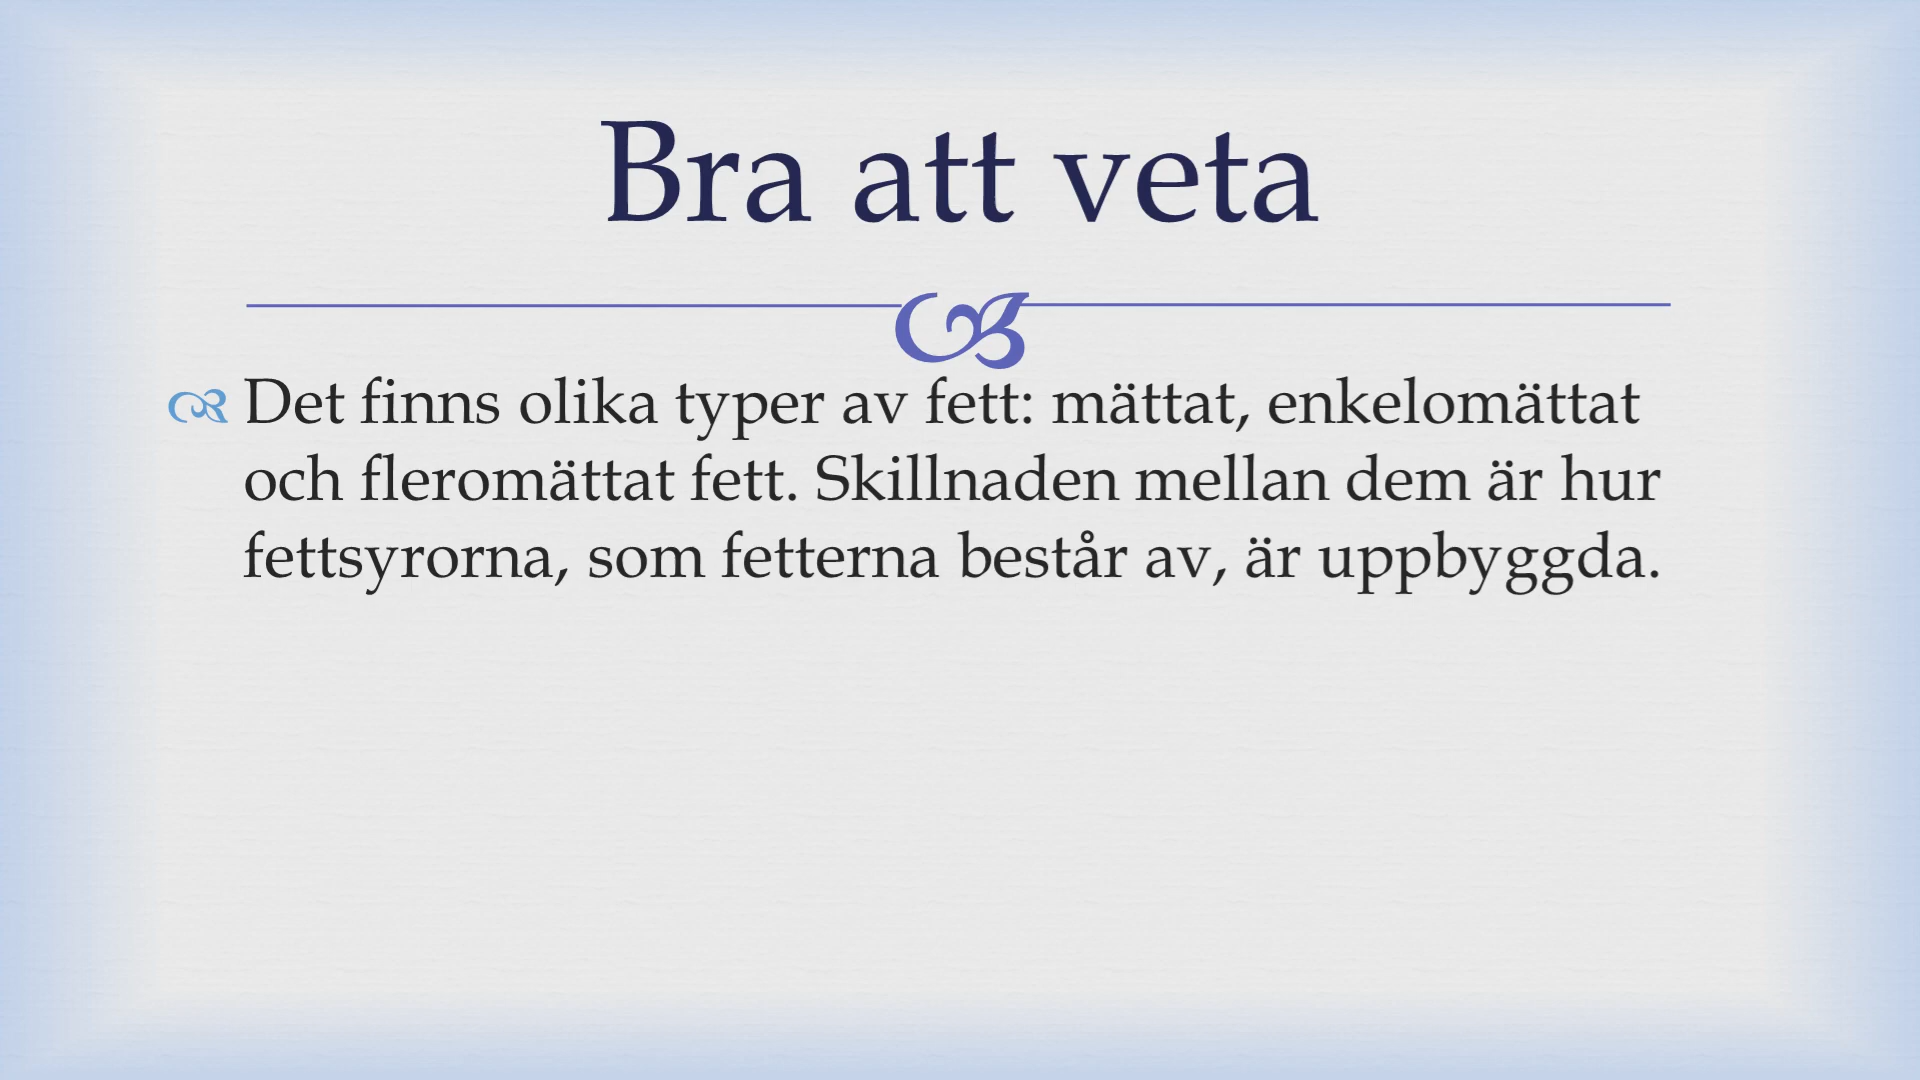 Bra att veta
Det finns olika typer av fett: mättat, enkelomättat
och fleromättat fett. Skillnaden mellan dem är hur
fettsyrorna, som fetterna består av, är uppbyggda.